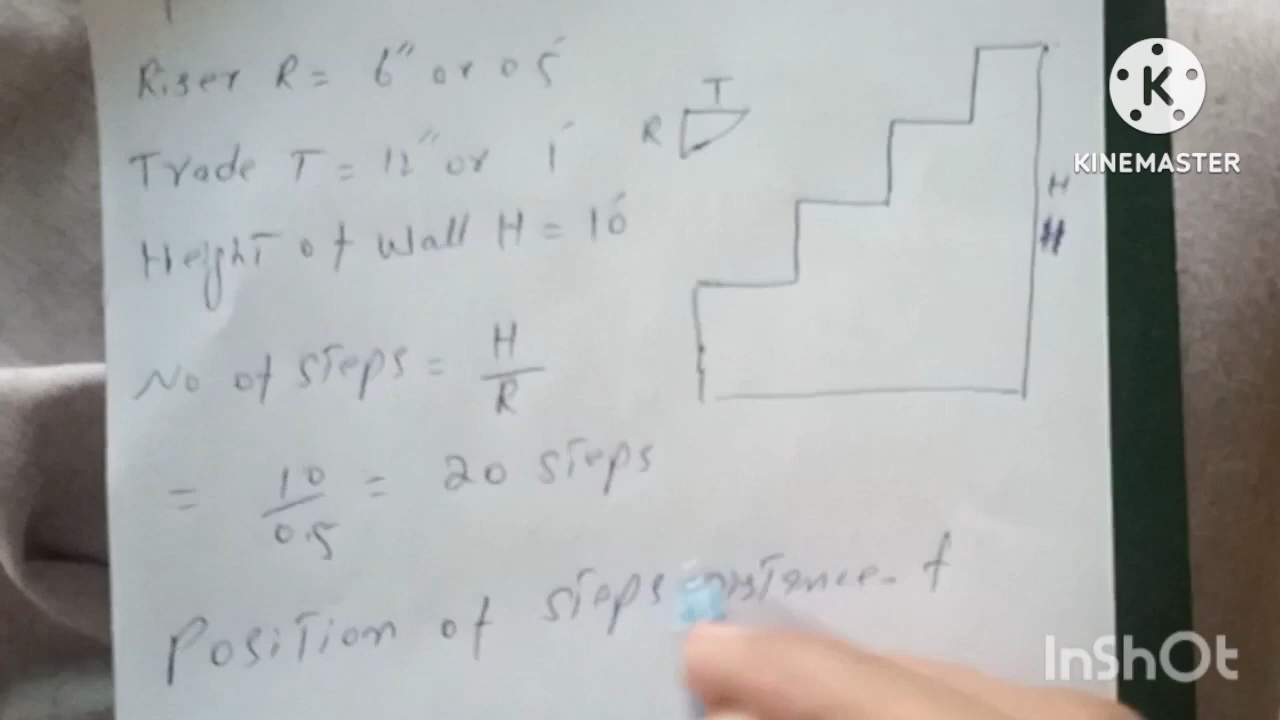 Riser R = 6" or 0 5'
Trade T = 12" or 1'
Height of Wall H = 10'
No of steps = H
R
= 10 = 20 steps
0.5
Position of steps
T
R
H
H
K
KINEMASTER
InShOt